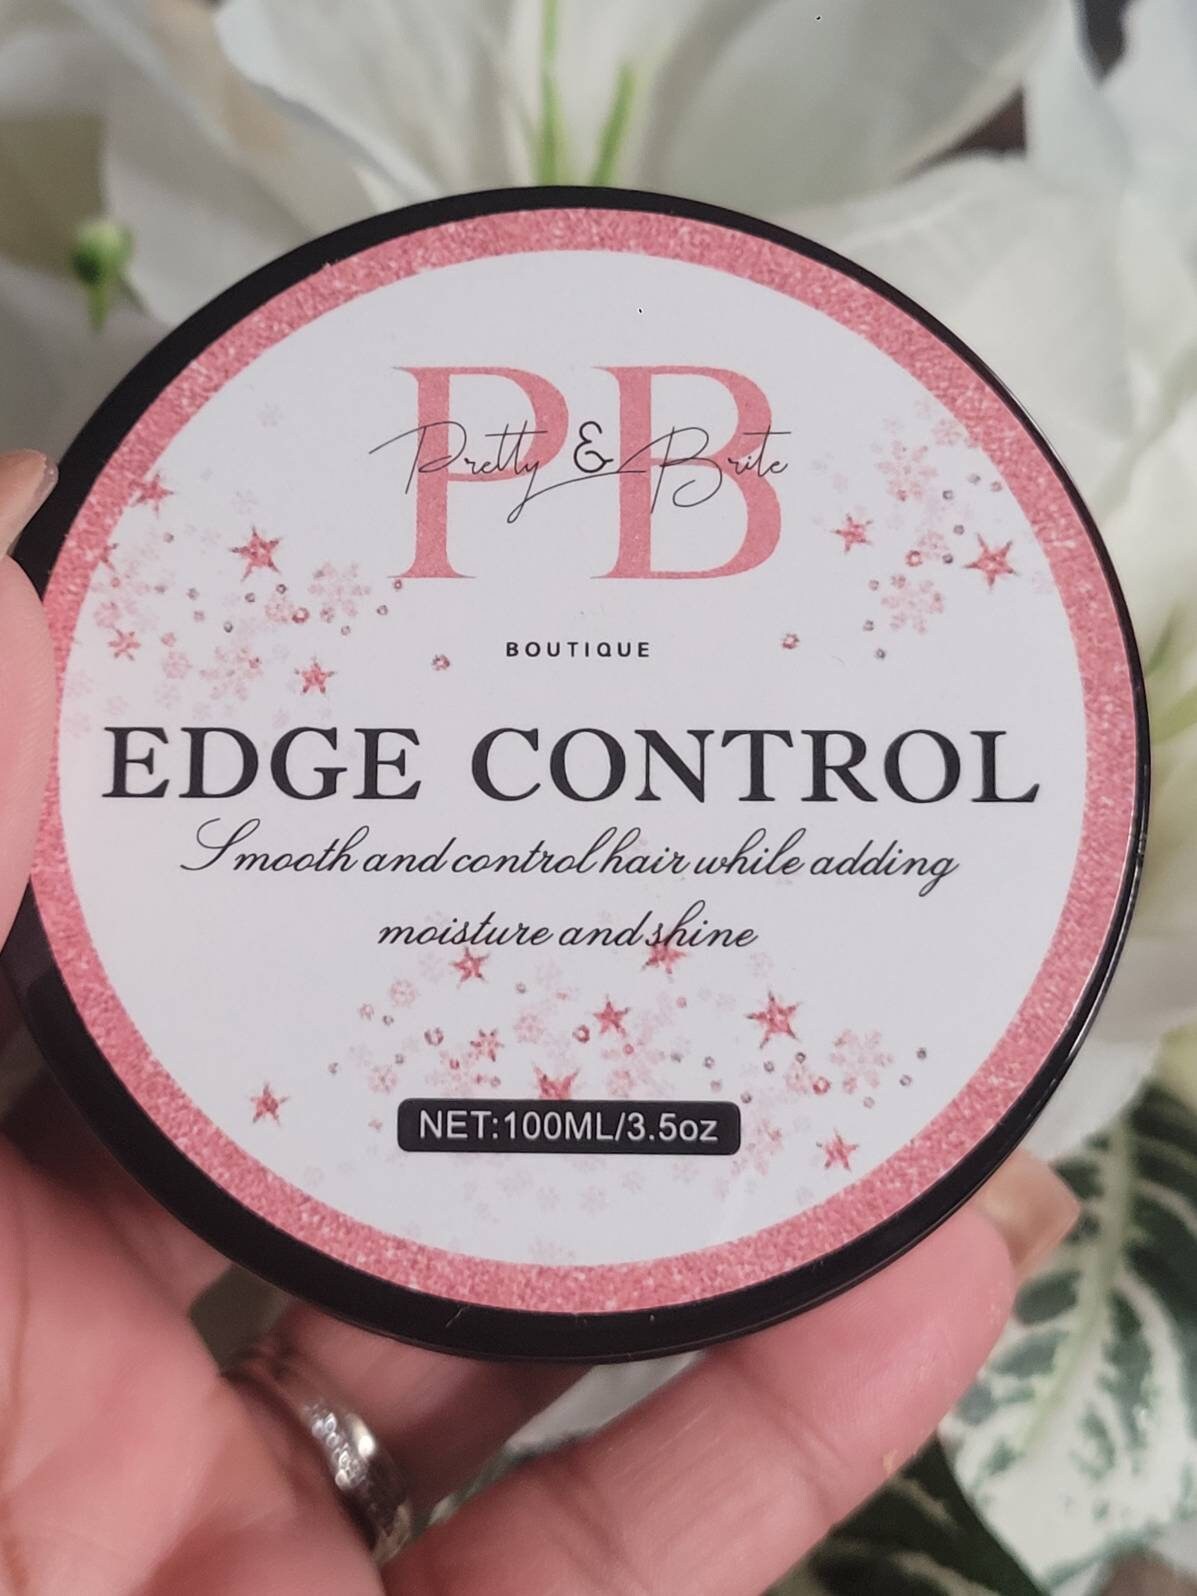 PB
Pretty & Brite
BOUTIQUE
EDGE CONTROL
Smooth and control hair while adding
moisture and shine
NET:100ML/3.5oz